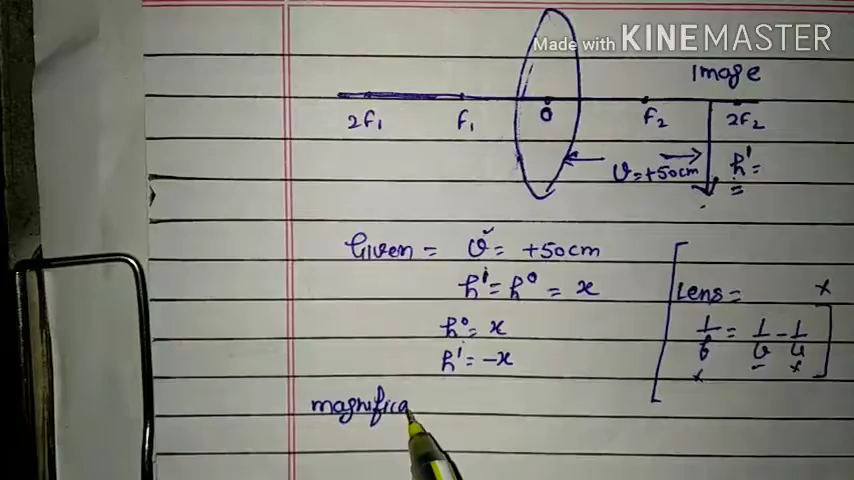 Made with KINEMASTER
Image
2F₁ F₁ O F₂ 2F₂
v=+50cm h' =
Given = v = +50cm
h' = h° = x
Lens =
h° = x
1/f = 1/v - 1/u
h' = -x
magnifica